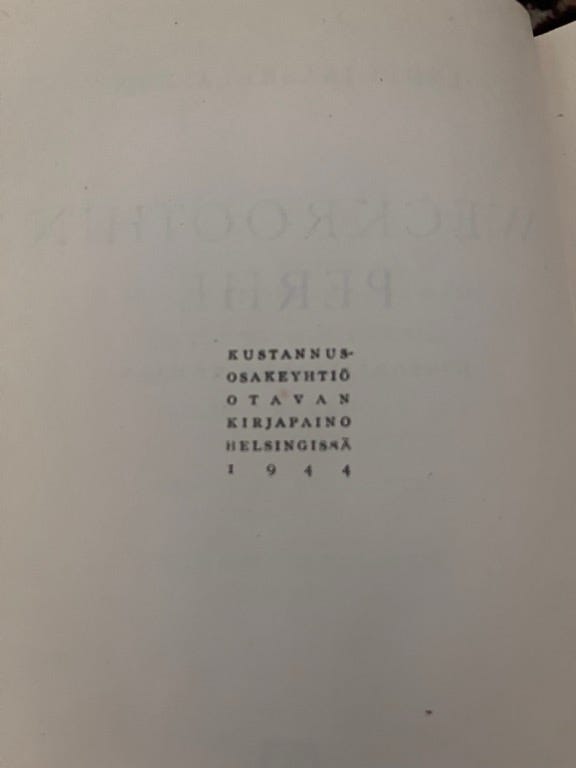 KUSTANNUS-
OSAKEYHTIÖ
OTAVAN
KIRJAPAINO
HELSINGISSÄ
1944